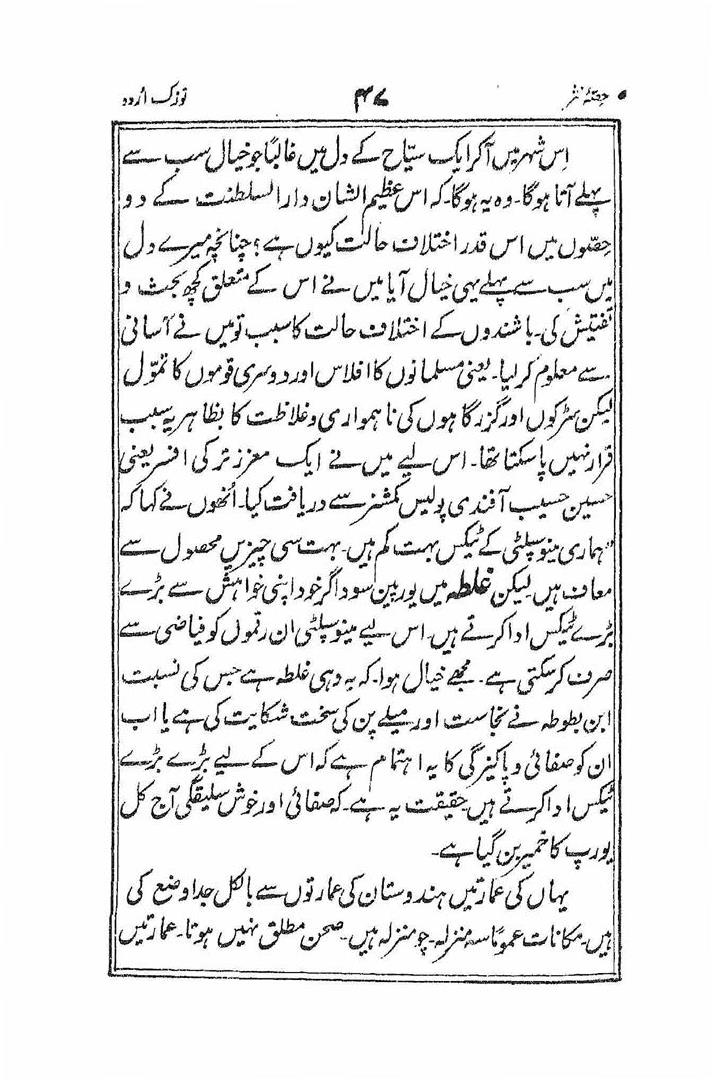 حصّۂ نثر ۴۷ توزک اُردو
اِس شہر میں آکر ایک سیّاح کے دل میں غالبًا جو خیال سب سے
پہلے آتا ہوگا۔ وہ یہ ہوگا۔ کہ اس عظیم الشان دار السلطنت کے دو
حصّوں میں اس قدر اختلاف حالت کیوں ہے؟ چنانچہ میرے دل
میں سب سے پہلے یہی خیال آیا میں نے اس کے متعلق کچھ بحث و
تفتیش کی۔ باشندوں کے اختلاف حالت کا سبب تو میں نے آسانی
سے معلوم کر لیا۔ یعنی مسلمانوں کا افلاس اور دوسری قوموں کا تموّل
لیکن سڑکوں اور گزر گاہوں کی ناہمواری و غلاظت کا بظاہر یہ سبب
قرار نہیں پا سکتا تھا۔ اس لیے میں نے ایک معزز ترکی افسر یعنی
حسین حسیب آفندی پولیس کمشنر سے دریافت کیا۔ اُنھوں نے کہا کہ
"ہماری مینوسپلٹی کے ٹیکس بہت کم ہیں۔ بہت سی چیزیں محصول سے
معاف ہیں لیکن غلطہ میں یورپین سوداگر خود اپنی خواہش سے بڑے
بڑے ٹیکس ادا کرتے ہیں۔ اس لیے مینوسپلٹی ان رقموں کو فیاضی سے
صرف کر سکتی ہے۔ مجھے خیال ہوا۔ کہ یہ وہی غلطہ ہے جس کی نسبت
ابن بطوطہ نے نجاست اور میلے پن کی سخت شکایت کی ہے یا اب
ان کو صفائی و پاکیزگی کا یہ اہتمام ہے کہ اس کے لیے بڑے بڑے
ٹیکس ادا کرتے ہیں حقیقت یہ ہے۔ کہ صفائی اور خوش سلیقگی آج کل
یورپ کا خمیر بن گیا ہے۔
یہاں کی عمارتیں ہندوستان کی عمارتوں سے بالکل جدا وضع کی
ہیں۔ مکانات عمومًا سہ منزلہ۔ چو منزلہ ہیں۔ صحن مطلق نہیں ہوتا۔ عمارتیں